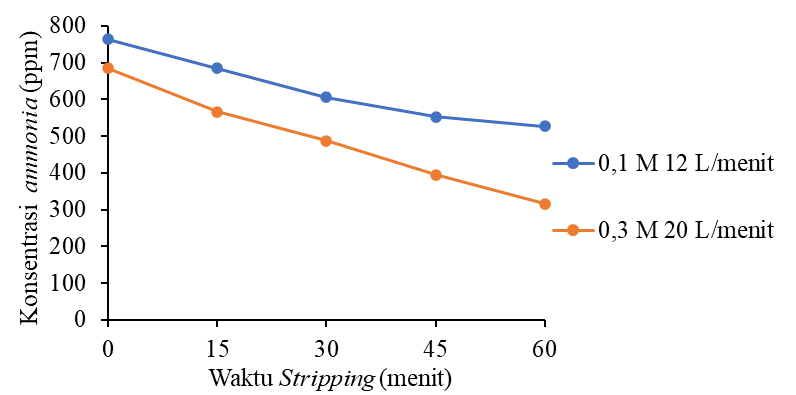 800
700
600
500
400
300
200
100
0
Konsentrasi ammonia (ppm)
0 15 30 45 60
Waktu Stripping (menit)
0,1 M 12 L/menit
0,3 M 20 L/menit